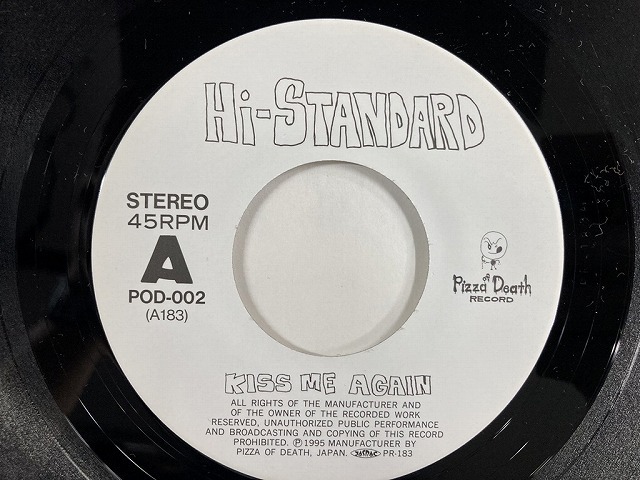 Hi-STANDARD
STEREO
45RPM
A
POD-002
(A183)
Pizza of Death
RECORD
KISS ME AGAIN
ALL RIGHTS OF THE MANUFACTURER AND
OF THE OWNER OF THE RECORDED WORK
RESERVED, UNAUTHORIZED PUBLIC PERFORMANCE
AND BROADCASTING AND COPYING OF THIS RECORD
PROHIBITED. Ⓟ1995 MANUFACTURER BY
PIZZA OF DEATH, JAPAN. PR-183